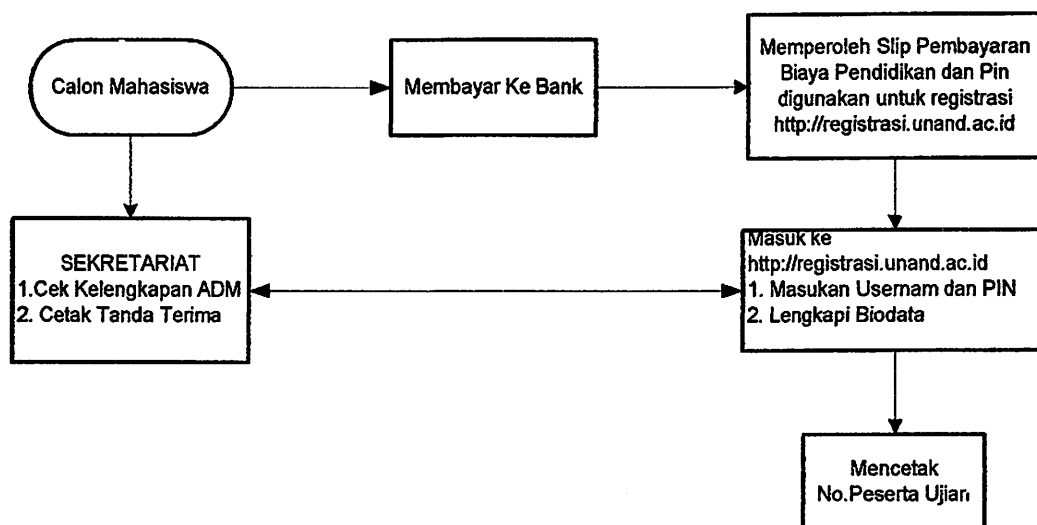 Calon Mahasiswa
Membayar Ke Bank
Memperoleh Slip Pembayaran
Biaya Pendidikan dan Pin
digunakan untuk registrasi
http://registrasi.unand.ac.id
SEKRETARIAT
1.Cek Kelengkapan ADM
2. Cetak Tanda Terima
Masuk ke
http://registrasi.unand.ac.id
1. Masukan Usernam dan PIN
2. Lengkapi Biodata
Mencetak
No.Peserta Ujian